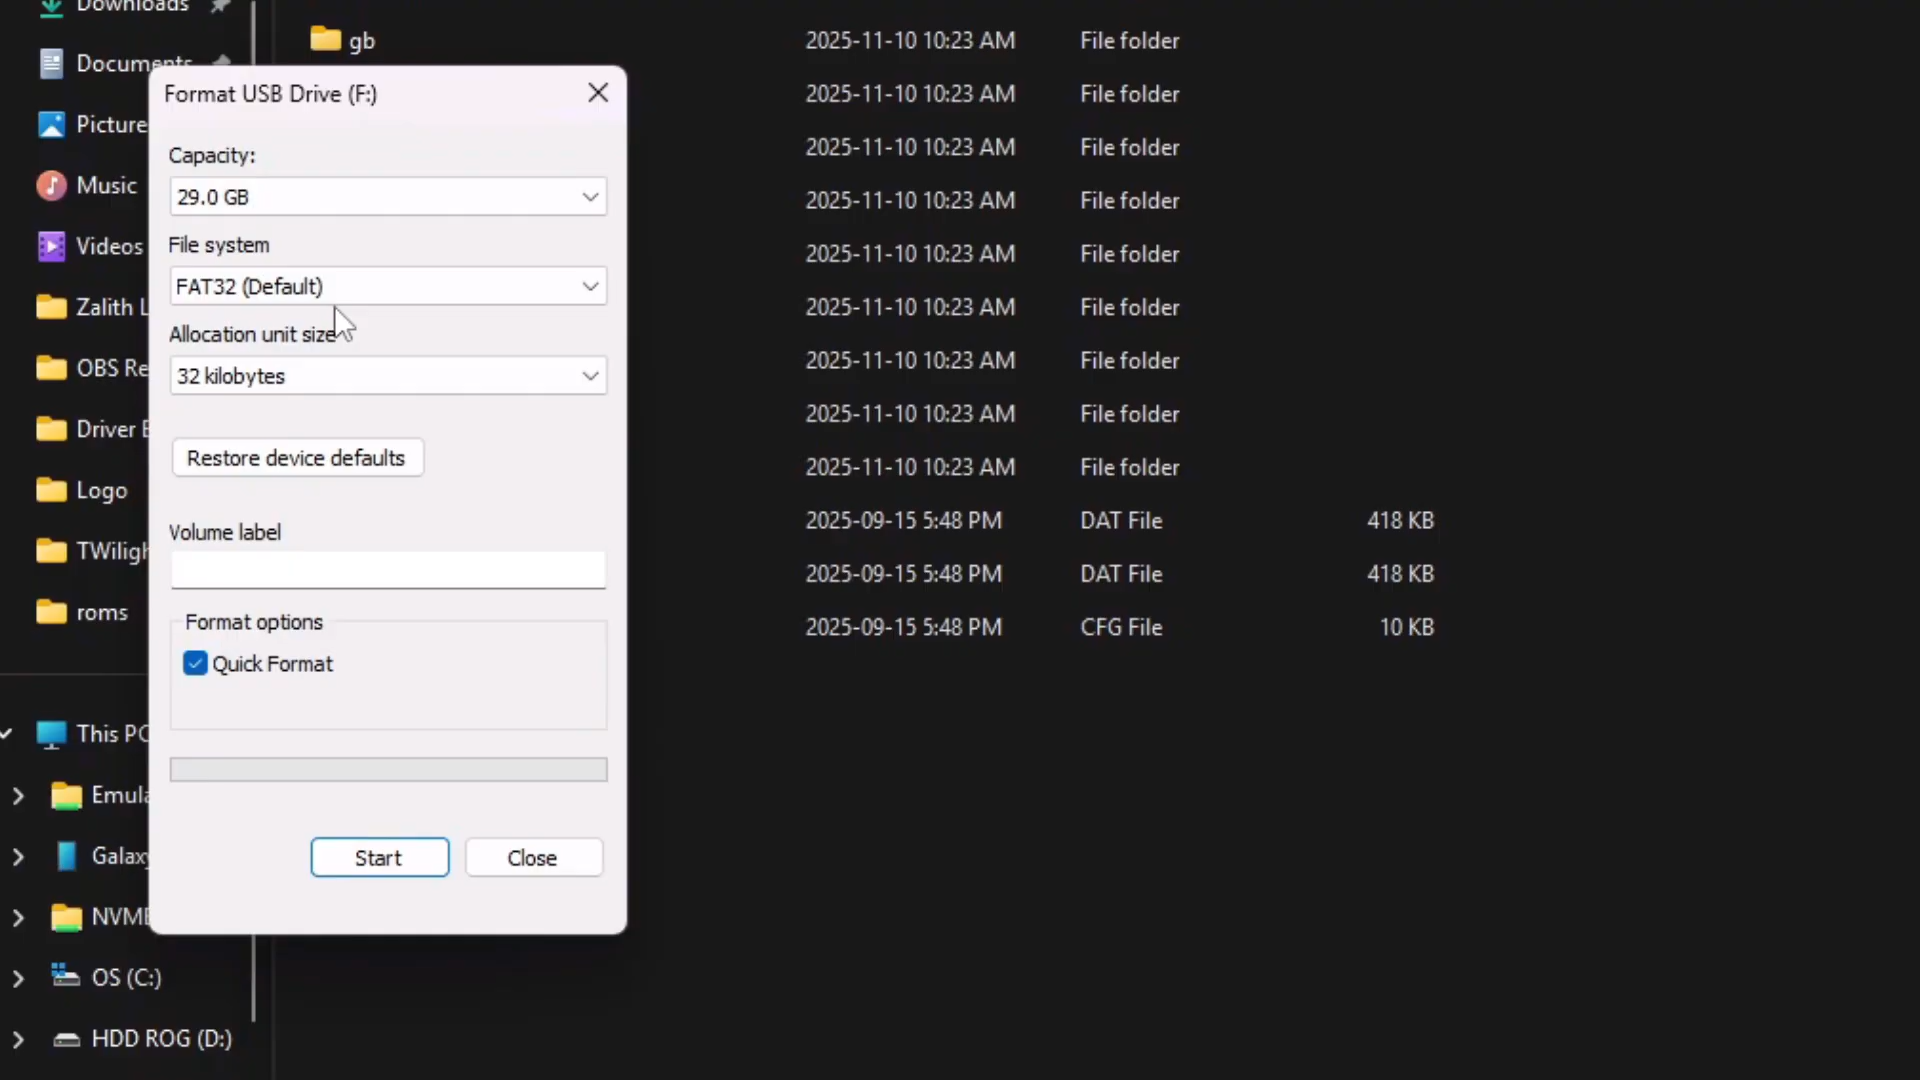 Downloads
gb 2025-11-10 10:23 AM File folder
Documents
Format USB Drive (F:) 2025-11-10 10:23 AM File folder
Picture
Capacity: 2025-11-10 10:23 AM File folder
Music 29.0 GB 2025-11-10 10:23 AM File folder
Videos File system 2025-11-10 10:23 AM File folder
FAT32 (Default)
Zalith L 2025-11-10 10:23 AM File folder
Allocation unit size
OBS Re 32 kilobytes 2025-11-10 10:23 AM File folder
Driver 2025-11-10 10:23 AM File folder
Restore device defaults 2025-11-10 10:23 AM File folder
Logo
Volume label 2025-09-15 5:48 PM DAT File 418 KB
TWiligh 2025-09-15 5:48 PM DAT File 418 KB
roms Format options 2025-09-15 5:48 PM CFG File 10 KB
Quick Format
This PC
Emula
Galaxy Start Close
NVME
OS (C:)
HDD ROG (D:)